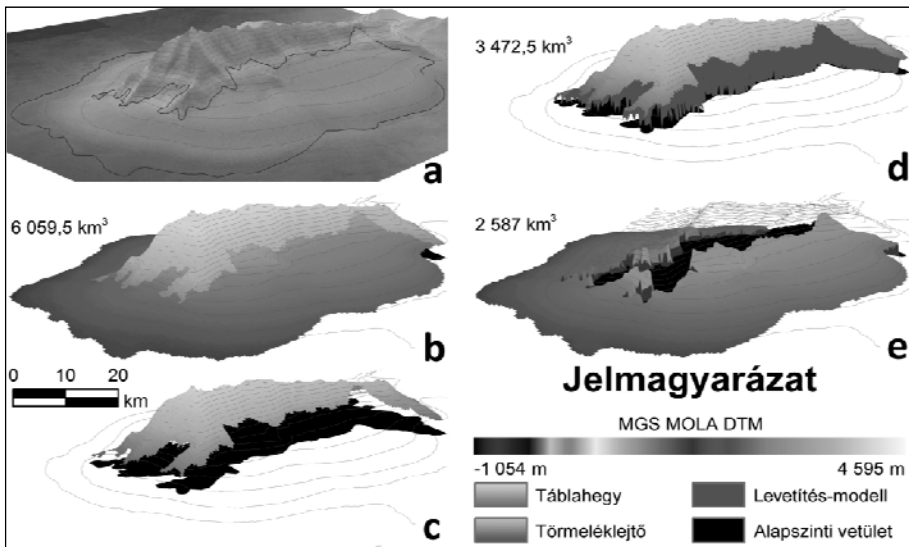 a
6 059,5 km³
b
0 10 20
km
c
3 472,5 km³
d
2 587 km³
e
Jelmagyarázat
MGS MOLA DTM
-1 054 m 4 595 m
Táblahegy
Levetítés-modell
Törmeléklejtő
Alapszinti vetület